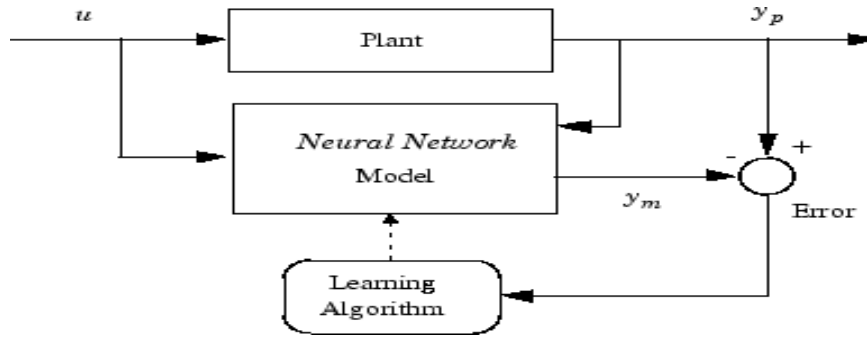 u
y_p
Plant
Neural Network
Model
- +
y_m
Error
Learning
Algorithm